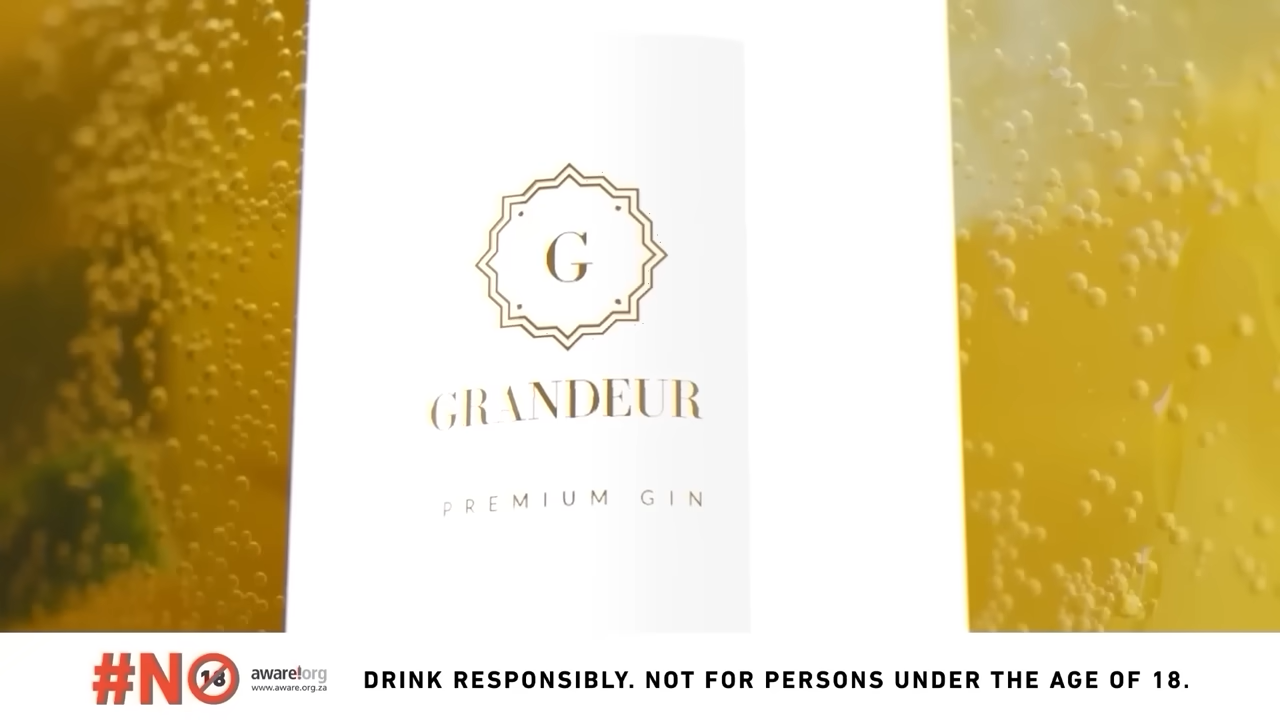 G
GRANDEUR
PREMIUM GIN
#NO
18
aware!org
www.aware.org.za
DRINK RESPONSIBLY. NOT FOR PERSONS UNDER THE AGE OF 18.